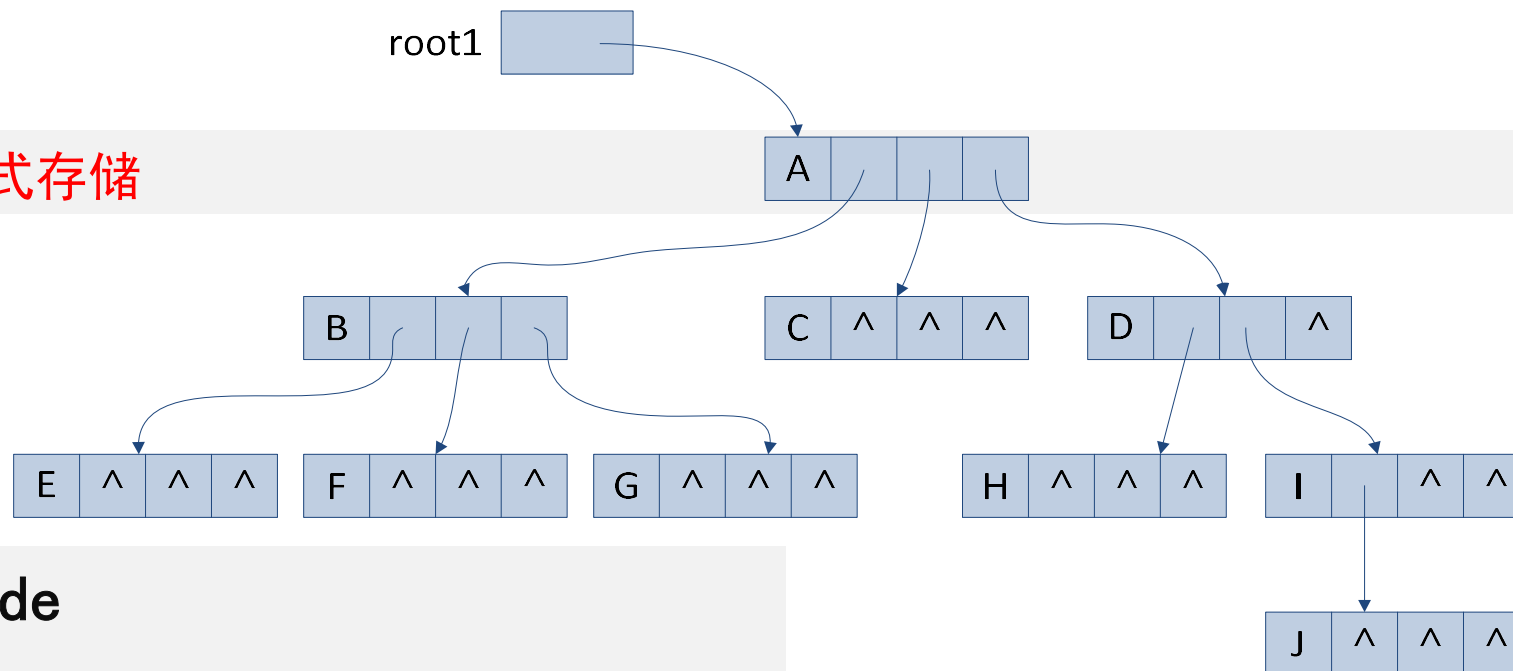 root1
式存储
A
B
C ^ ^ ^
D ^
E ^ ^ ^
F ^ ^ ^
G ^ ^ ^
H ^ ^ ^
I ^ ^
de
J ^ ^ ^